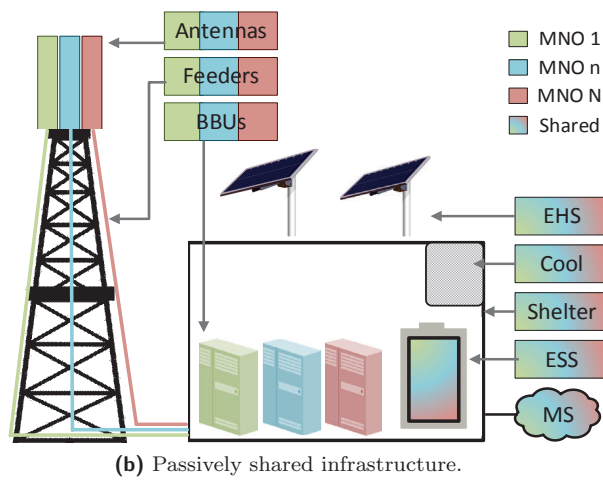 Antennas
Feeders
BBUs
MNO 1
MNO n
MNO N
Shared
EHS
Cool
Shelter
ESS
MS
(b) Passively shared infrastructure.